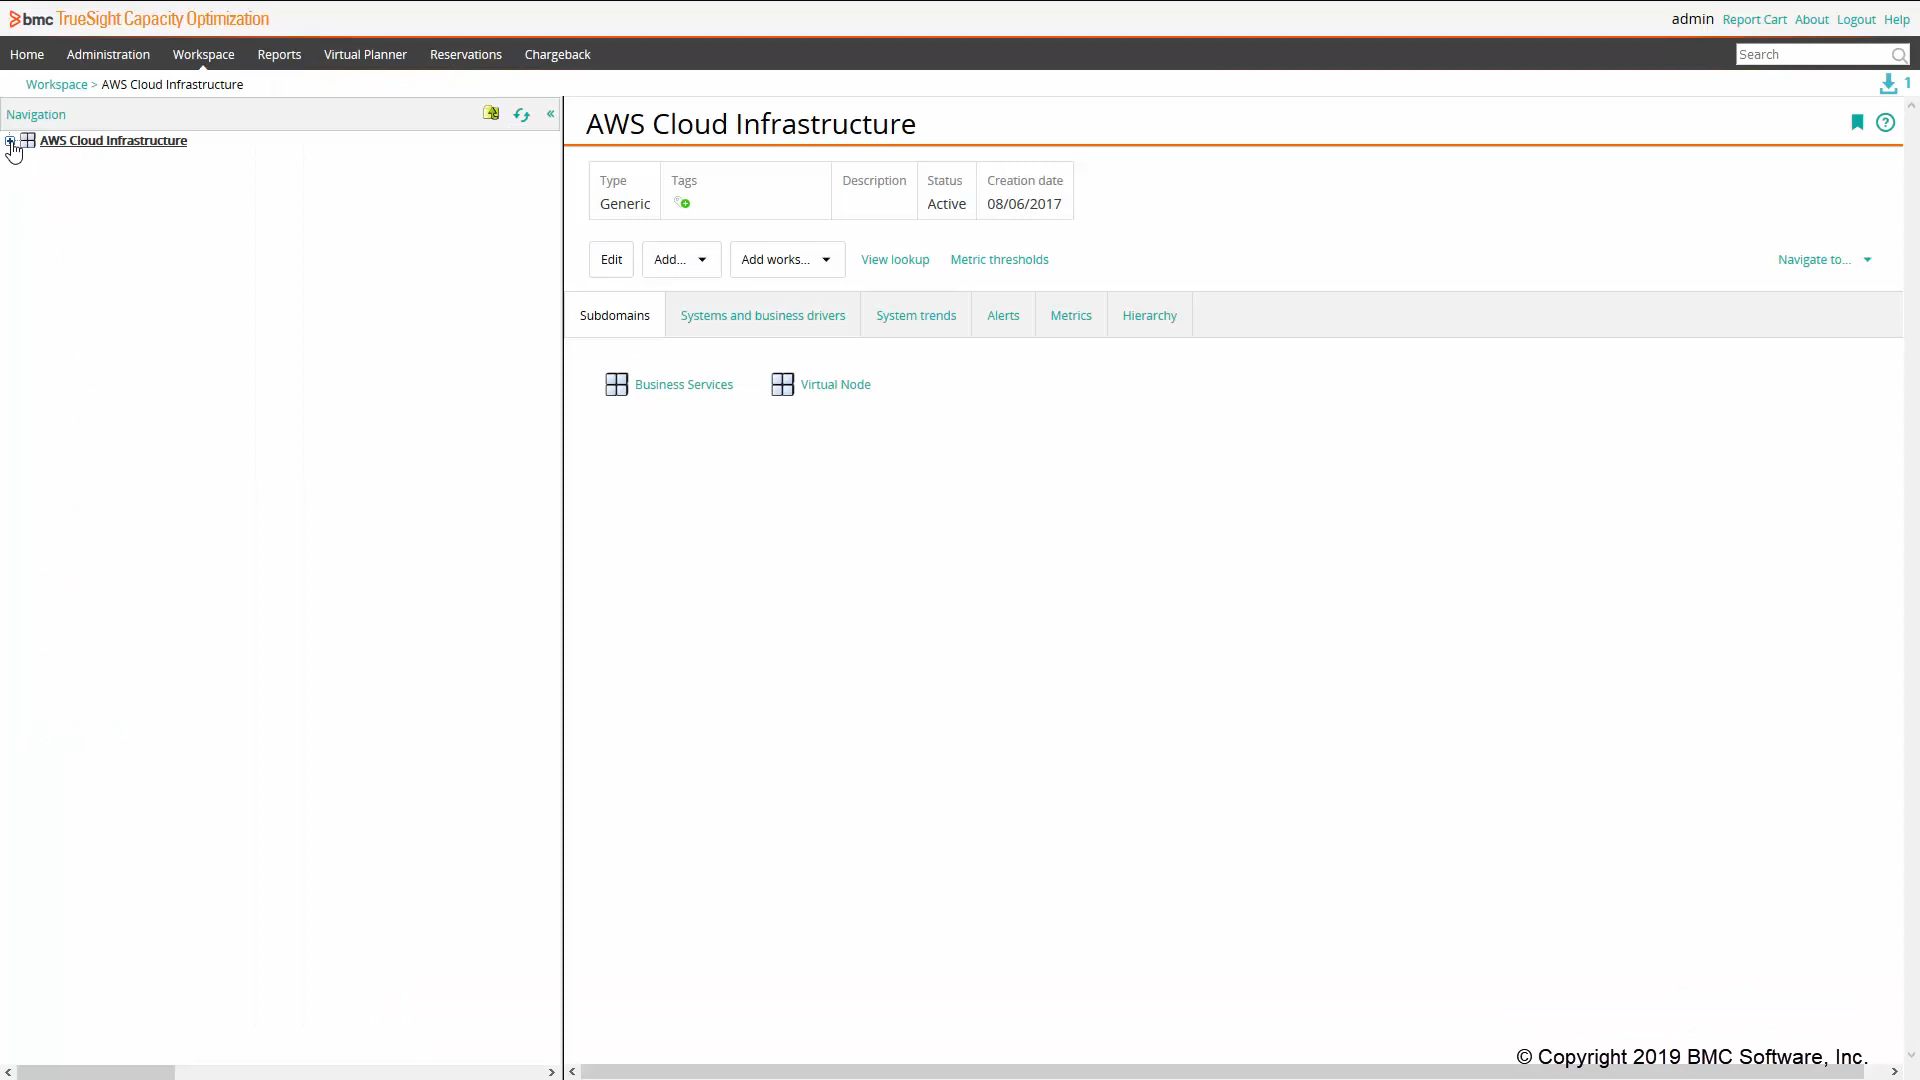 bmc TrueSight Capacity Optimization
admin Report Cart About Logout Help
Home Administration Workspace Reports Virtual Planner Reservations Chargeback
Search
Workspace > AWS Cloud Infrastructure
1
Navigation
«
AWS Cloud Infrastructure
AWS Cloud Infrastructure
Type Tags Description Status Creation date
Generic Active 08/06/2017
Edit Add... Add works... View lookup Metric thresholds Navigate to...
Subdomains Systems and business drivers System trends Alerts Metrics Hierarchy
Business Services Virtual Node
© Copyright 2019 BMC Software, Inc.